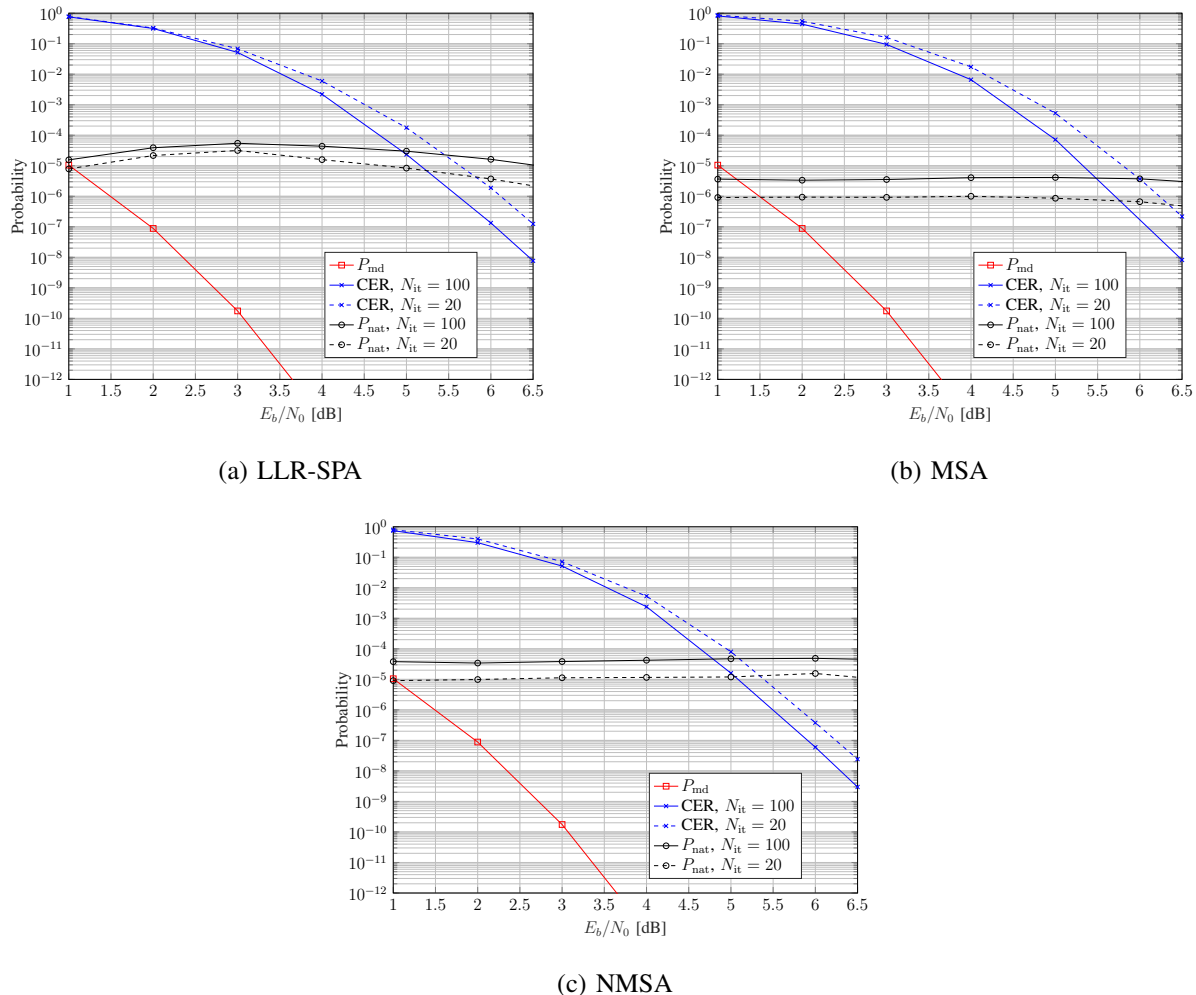 10^0
10^−1
10^−2
10^−3
10^−4
10^−5
10^−6
10^−7
10^−8
10^−9
10^−10
10^−11
10^−12
Probability
1 1.5 2 2.5 3 3.5 4 4.5 5 5.5 6 6.5
E_b/N_0 [dB]
P_md
CER, N_it = 100
CER, N_it = 20
P_nat, N_it = 100
P_nat, N_it = 20
(a) LLR-SPA
10^0
10^−1
10^−2
10^−3
10^−4
10^−5
10^−6
10^−7
10^−8
10^−9
10^−10
10^−11
10^−12
Probability
1 1.5 2 2.5 3 3.5 4 4.5 5 5.5 6 6.5
E_b/N_0 [dB]
P_md
CER, N_it = 100
CER, N_it = 20
P_nat, N_it = 100
P_nat, N_it = 20
(b) MSA
10^0
10^−1
10^−2
10^−3
10^−4
10^−5
10^−6
10^−7
10^−8
10^−9
10^−10
10^−11
10^−12
Probability
1 1.5 2 2.5 3 3.5 4 4.5 5 5.5 6 6.5
E_b/N_0 [dB]
P_md
CER, N_it = 100
CER, N_it = 20
P_nat, N_it = 100
P_nat, N_it = 20
(c) NMSA